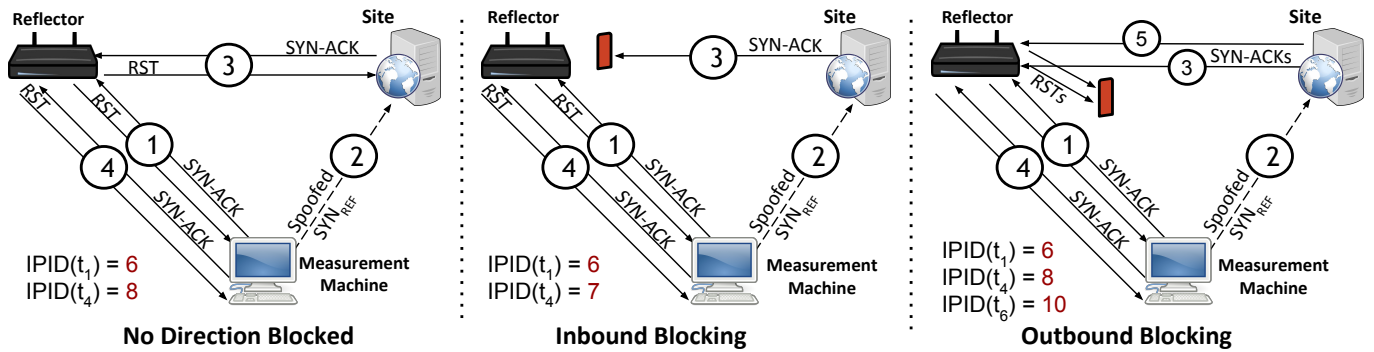 Reflector
Site
SYN-ACK
3
RST
RST
RST
1
SYN-ACK
2
4
SYN-ACK
Spoofed
SYN_REF
IPID(t_1) = 6
IPID(t_4) = 8
Measurement
Machine
No Direction Blocked
Reflector
Site
SYN-ACK
3
RST
RST
1
SYN-ACK
2
4
SYN-ACK
Spoofed
SYN_REF
IPID(t_1) = 6
IPID(t_4) = 7
Measurement
Machine
Inbound Blocking
Reflector
Site
5
SYN-ACKs
3
RSTs
1
SYN-ACK
2
4
SYN-ACK
Spoofed
SYN_REF
IPID(t_1) = 6
IPID(t_4) = 8
IPID(t_6) = 10
Measurement
Machine
Outbound Blocking